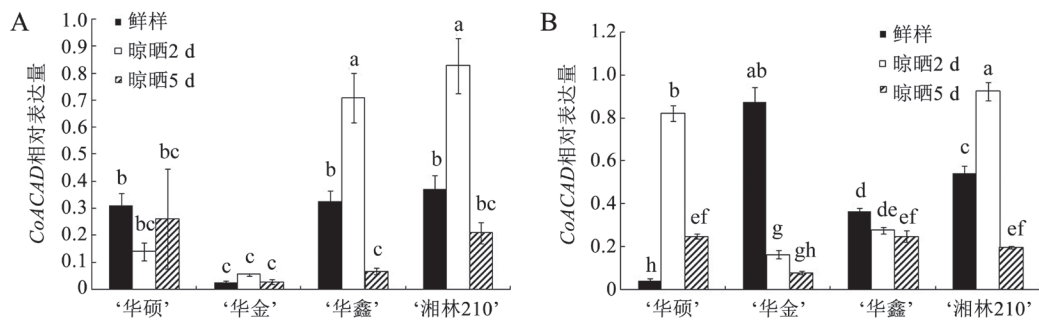 A
CoACAD相对表达量
1.0
0.9
0.8
0.7
0.6
0.5
0.4
0.3
0.2
0.1
0
鲜样
晾晒2 d
晾晒5 d
b
bc
bc
c
c
c
b
a
c
b
a
bc
‘华硕’
‘华金’
‘华鑫’
‘湘林210’
B
CoACAD相对表达量
1.2
0.8
0.6
0.4
0.2
0
鲜样
晾晒2 d
晾晒5 d
h
b
ef
ab
g
gh
d
de
ef
c
a
ef
‘华硕’
‘华金’
‘华鑫’
‘湘林210’